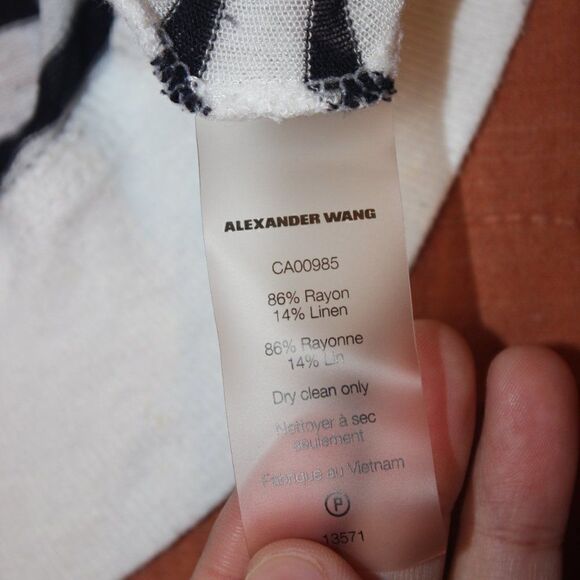 ALEXANDER WANG
CA00985
86% Rayon
14% Linen
86% Rayonne
14% Lin
Dry clean only
Nettoyer à sec
seulement
Fabriqué au Vietnam
P
13571